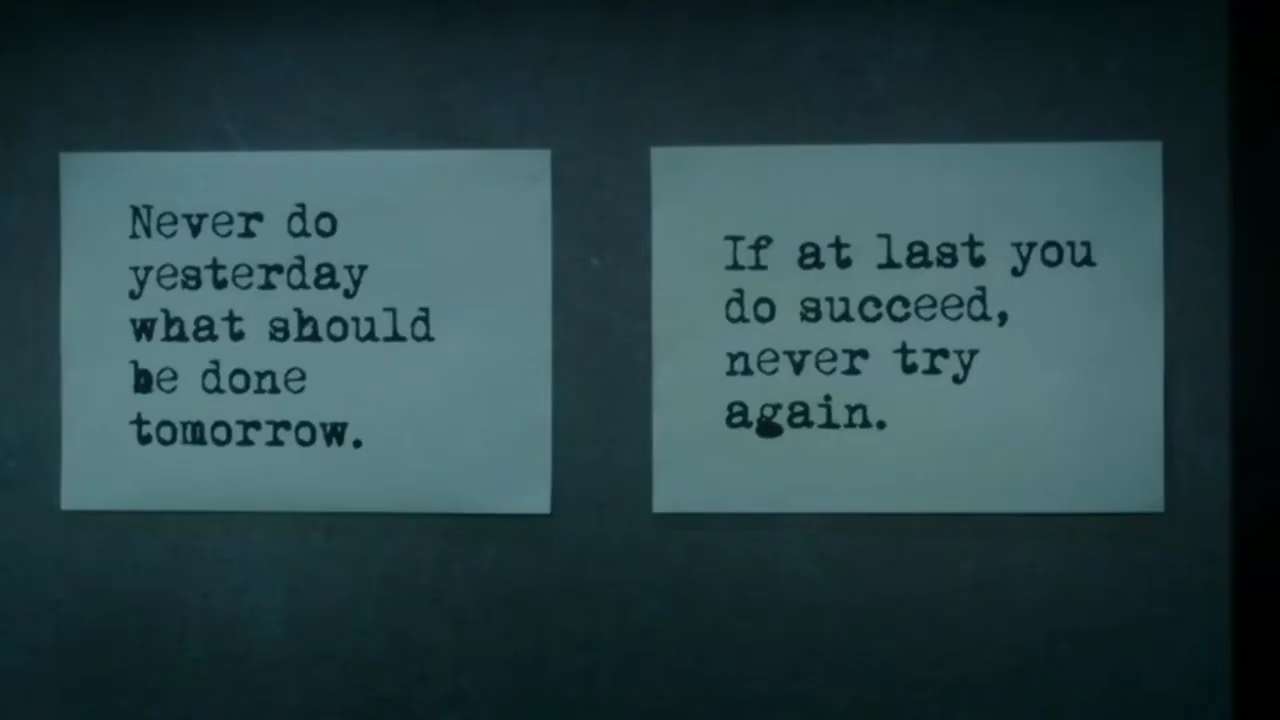 Never do
yesterday
what should
be done
tomorrow.
If at last you
do succeed,
never try
again.